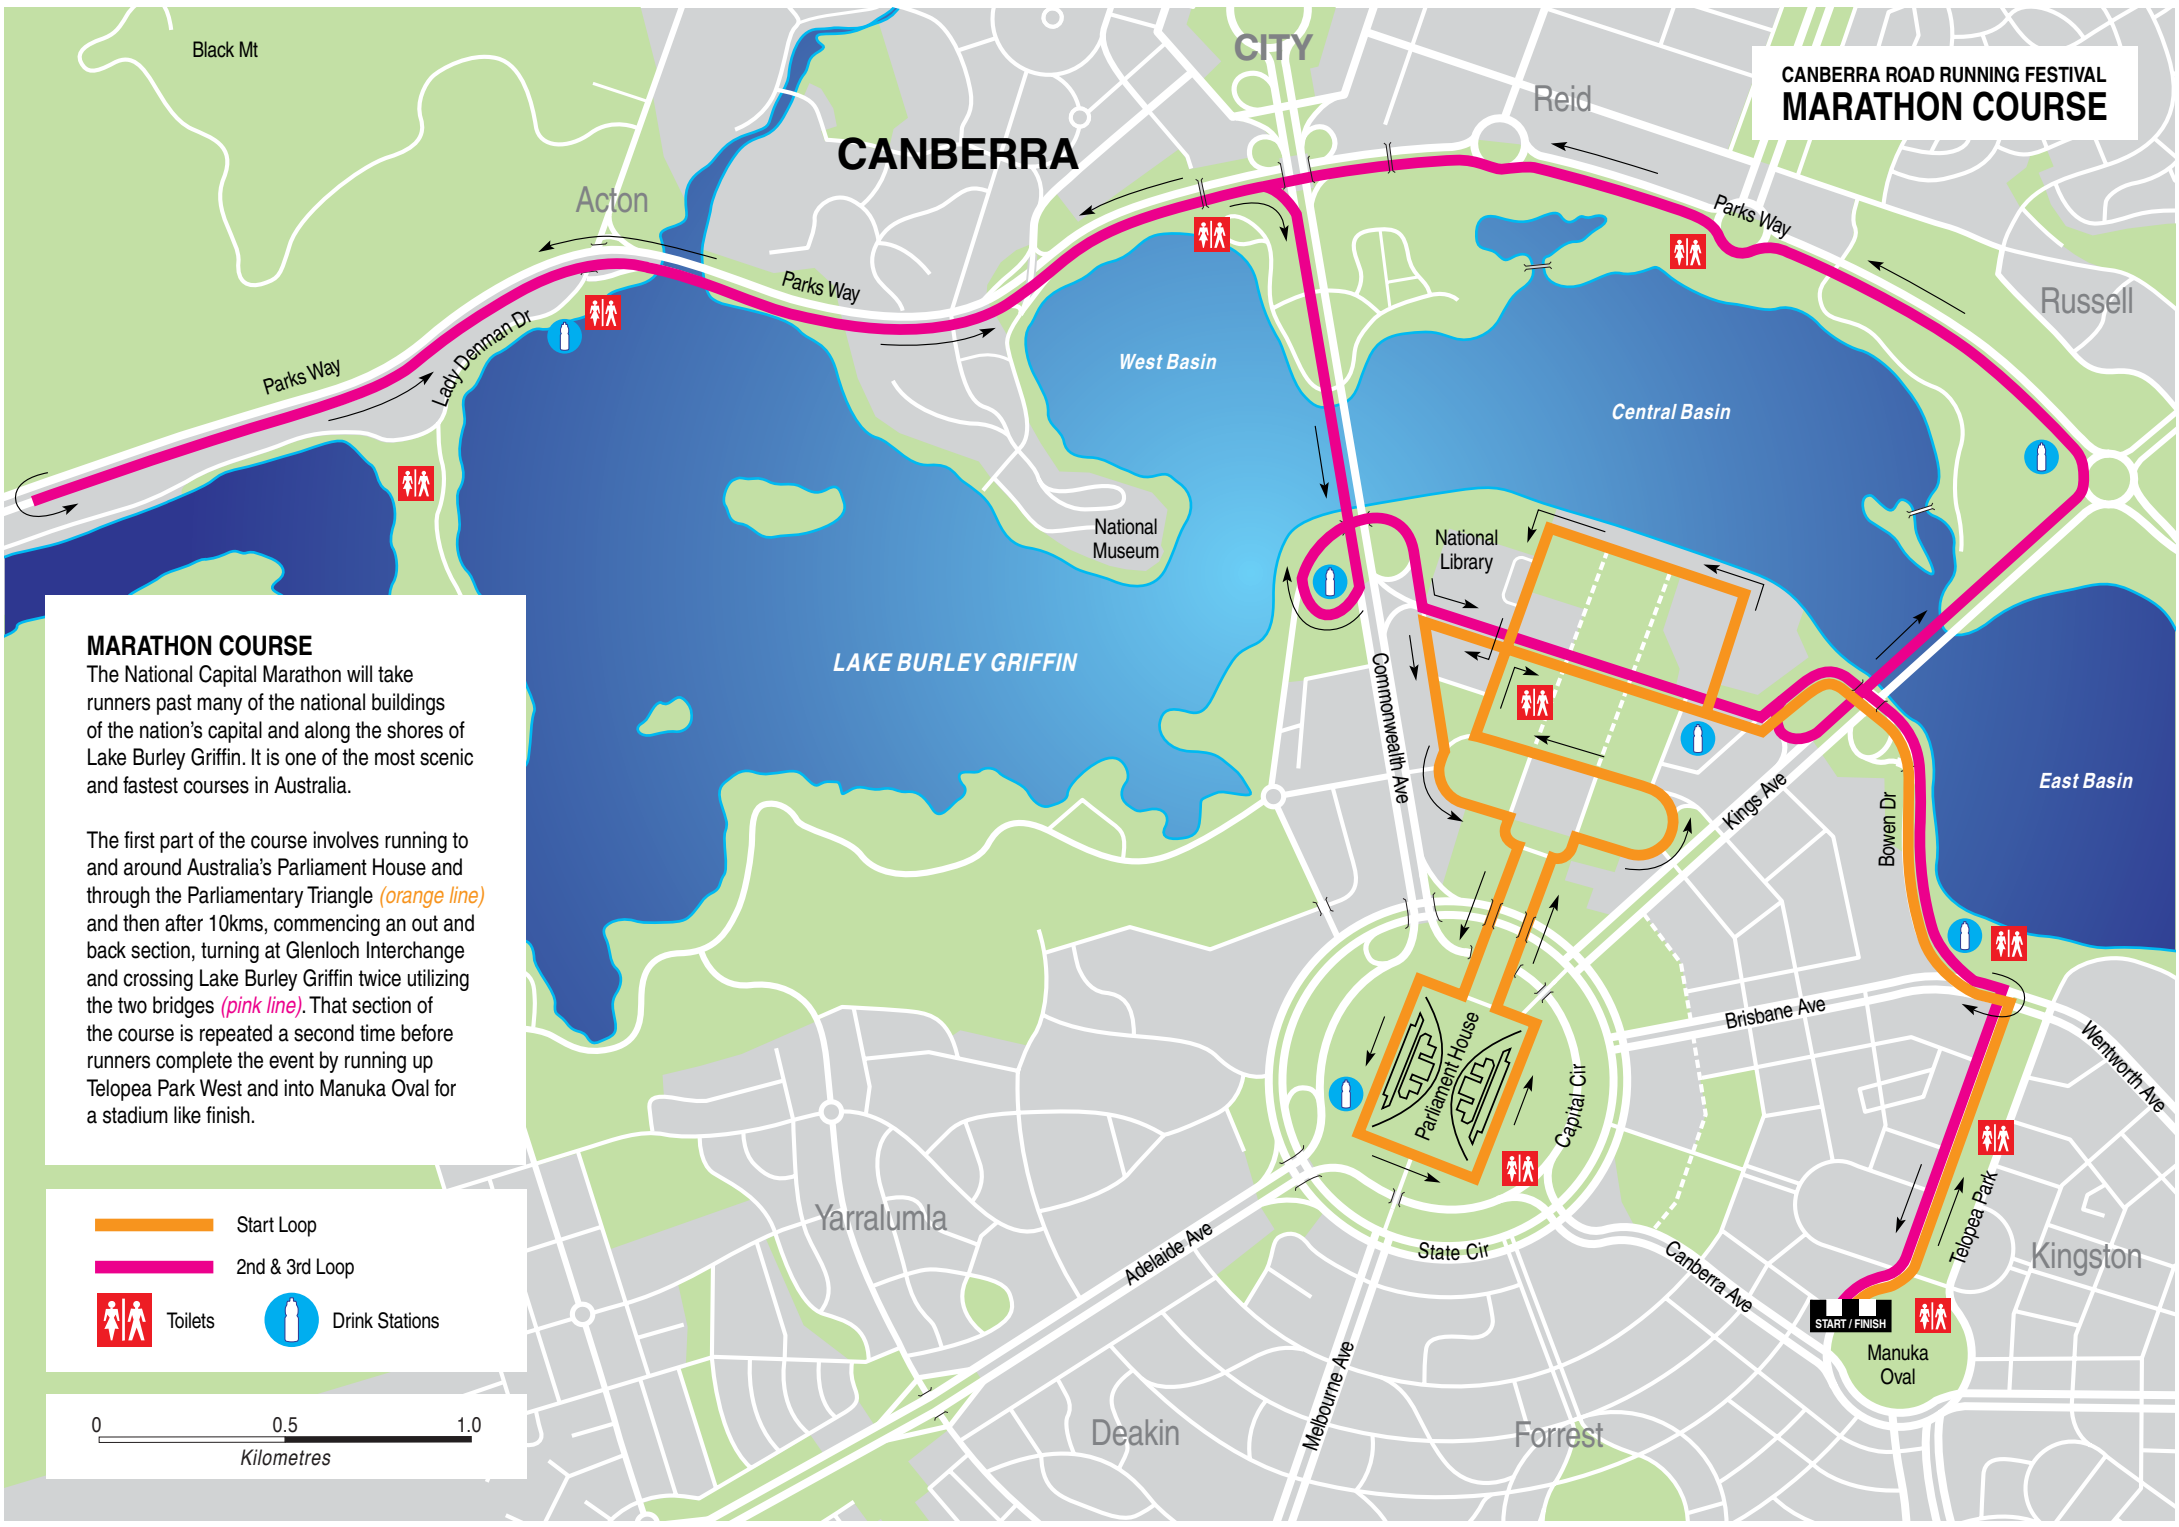 Black Mt
CITY
Reid
CANBERRA ROAD RUNNING FESTIVAL
MARATHON COURSE
CANBERRA
Acton
Parks Way
Parks Way
Russell
Lady Denman Dr
Parks Way
West Basin
Central Basin
National
Museum
National
Library
LAKE BURLEY GRIFFIN
Commonwealth Ave
East Basin
Kings Ave
Bowen Dr
MARATHON COURSE
The National Capital Marathon will take
runners past many of the national buildings
of the nation's capital and along the shores of
Lake Burley Griffin. It is one of the most scenic
and fastest courses in Australia.
The first part of the course involves running to
and around Australia's Parliament House and
through the Parliamentary Triangle (orange line)
and then after 10kms, commencing an out and
back section, turning at Glenloch Interchange
and crossing Lake Burley Griffin twice utilizing
the two bridges (pink line). That section of
the course is repeated a second time before
runners complete the event by running up
Telopea Park West and into Manuka Oval for
a stadium like finish.
Brisbane Ave
Wentworth Ave
Parliament House
Capital Cir
Telopea Park
Yarralumla
Adelaide Ave
State Cir
Canberra Ave
Kingston
START / FINISH
Manuka
Oval
Melbourne Ave
Deakin
Forrest
Start Loop
2nd & 3rd Loop
Toilets
Drink Stations
0 0.5 1.0
Kilometres